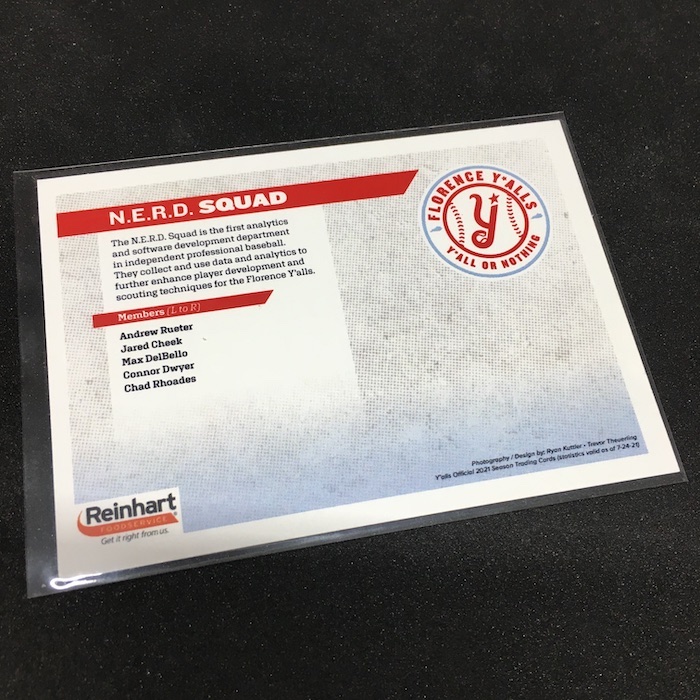 N.E.R.D. SQUAD
The N.E.R.D. Squad is the first analytics
and software development department
in independent professional baseball.
They collect and use data and analytics to
further enhance player development and
scouting techniques for the Florence Y'alls.
Members (L to R)
Andrew Rueter
Jared Cheek
Max DelBello
Connor Dwyer
Chad Rhoades
FLORENCE Y'ALLS
y
Y'ALL OR NOTHING
Photography / Design by: Ryan Kuttler • Trevor Theuerling
Y'alls Official 2021 Season Trading Cards (statistics valid as of 7-24-21)
Reinhart
FOODSERVICE
Get it right from us.